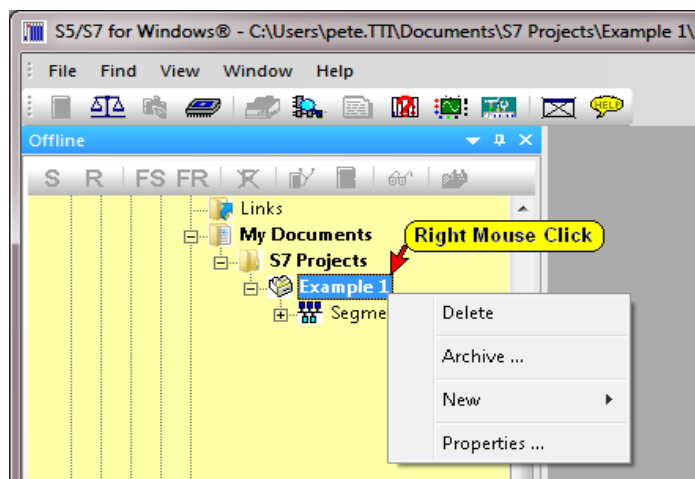 S5/S7 for Windows® - C:\Users\pete.TTI\Documents\S7 Projects\Example 1\
File Find View Window Help
HELP
Offline
S R FS FR
Links
My Documents
Right Mouse Click
S7 Projects
Example 1
Segme
Delete
Archive ...
New
Properties ...